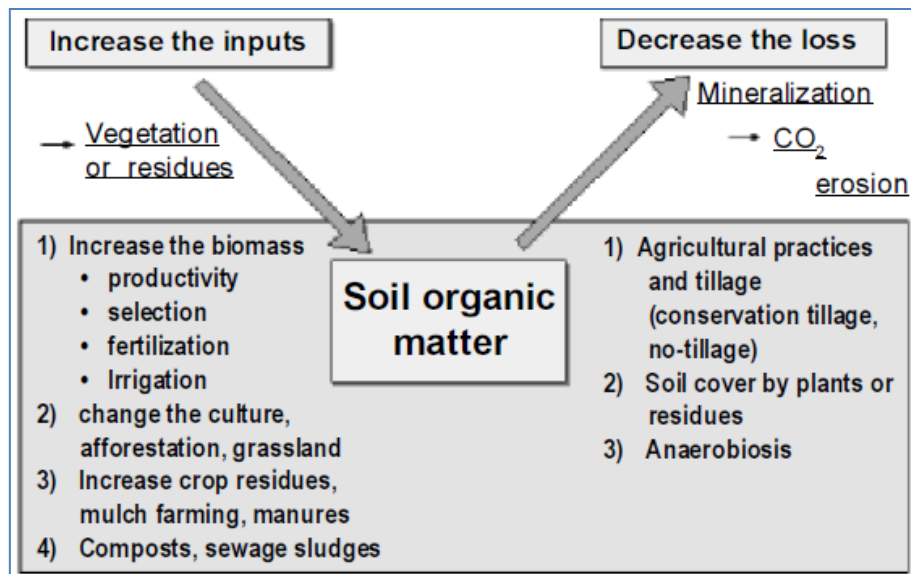 Increase the inputs
Decrease the loss
→ Vegetation
or residues
Mineralization
→ CO₂
erosion
1) Increase the biomass
• productivity
• selection
• fertilization
• Irrigation
2) change the culture,
afforestation, grassland
3) Increase crop residues,
mulch farming, manures
4) Composts, sewage sludges
Soil organic
matter
1) Agricultural practices
and tillage
(conservation tillage,
no-tillage)
2) Soil cover by plants or
residues
3) Anaerobiosis